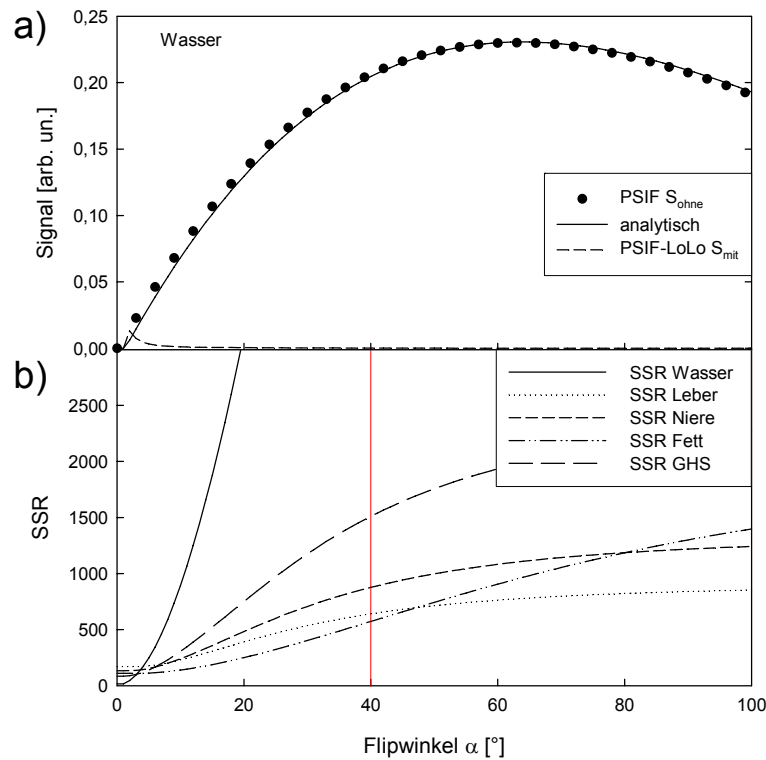 a)
0,25
0,20
0,15
0,10
0,05
0,00
Signal [arb. un.]
Wasser
PSIF Sohne
analytisch
PSIF-LoLo Smit
b)
2500
2000
1500
1000
500
0
SSR
SSR Wasser
SSR Leber
SSR Niere
SSR Fett
SSR GHS
0 20 40 60 80 100
Flipwinkel α [°]